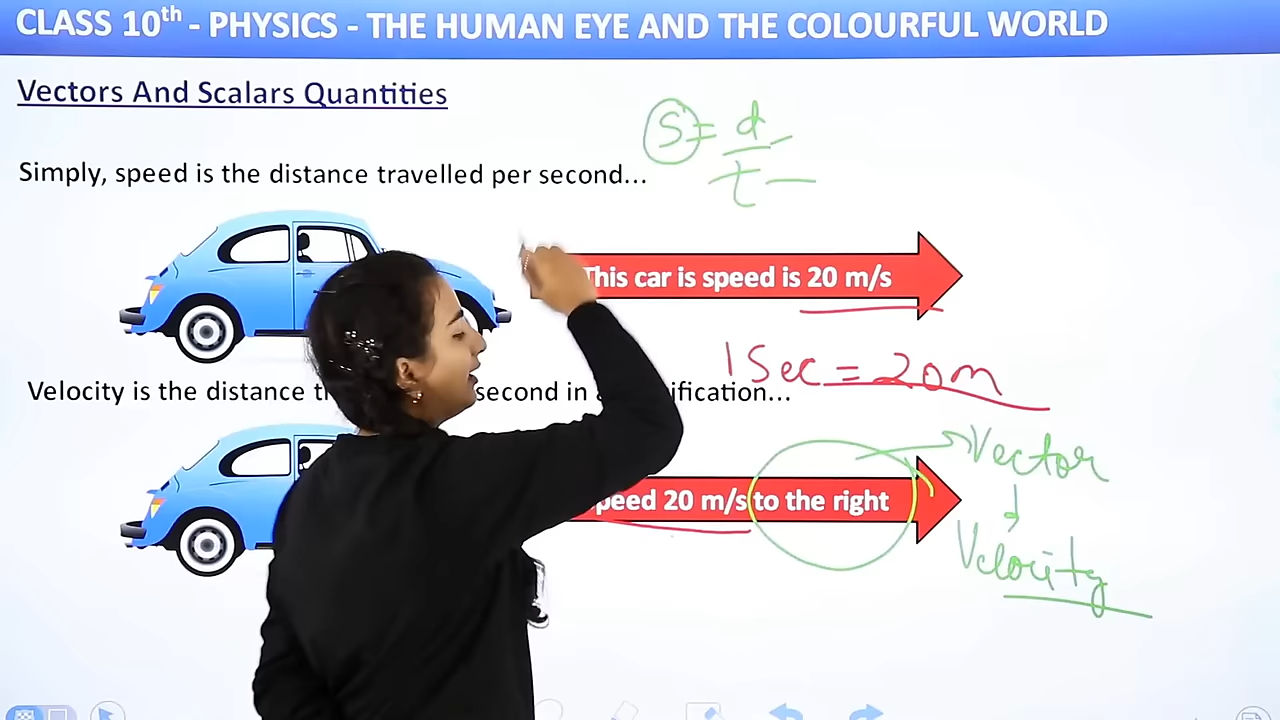 CLASS 10th - PHYSICS - THE HUMAN EYE AND THE COLOURFUL WORLD
Vectors And Scalars Quantities
S = d
t
Simply, speed is the distance travelled per second...
This car is speed is 20 m/s
1 Sec = 20m
Velocity is the distance second in ...
speed 20 m/s to the right
Vector
Velocity